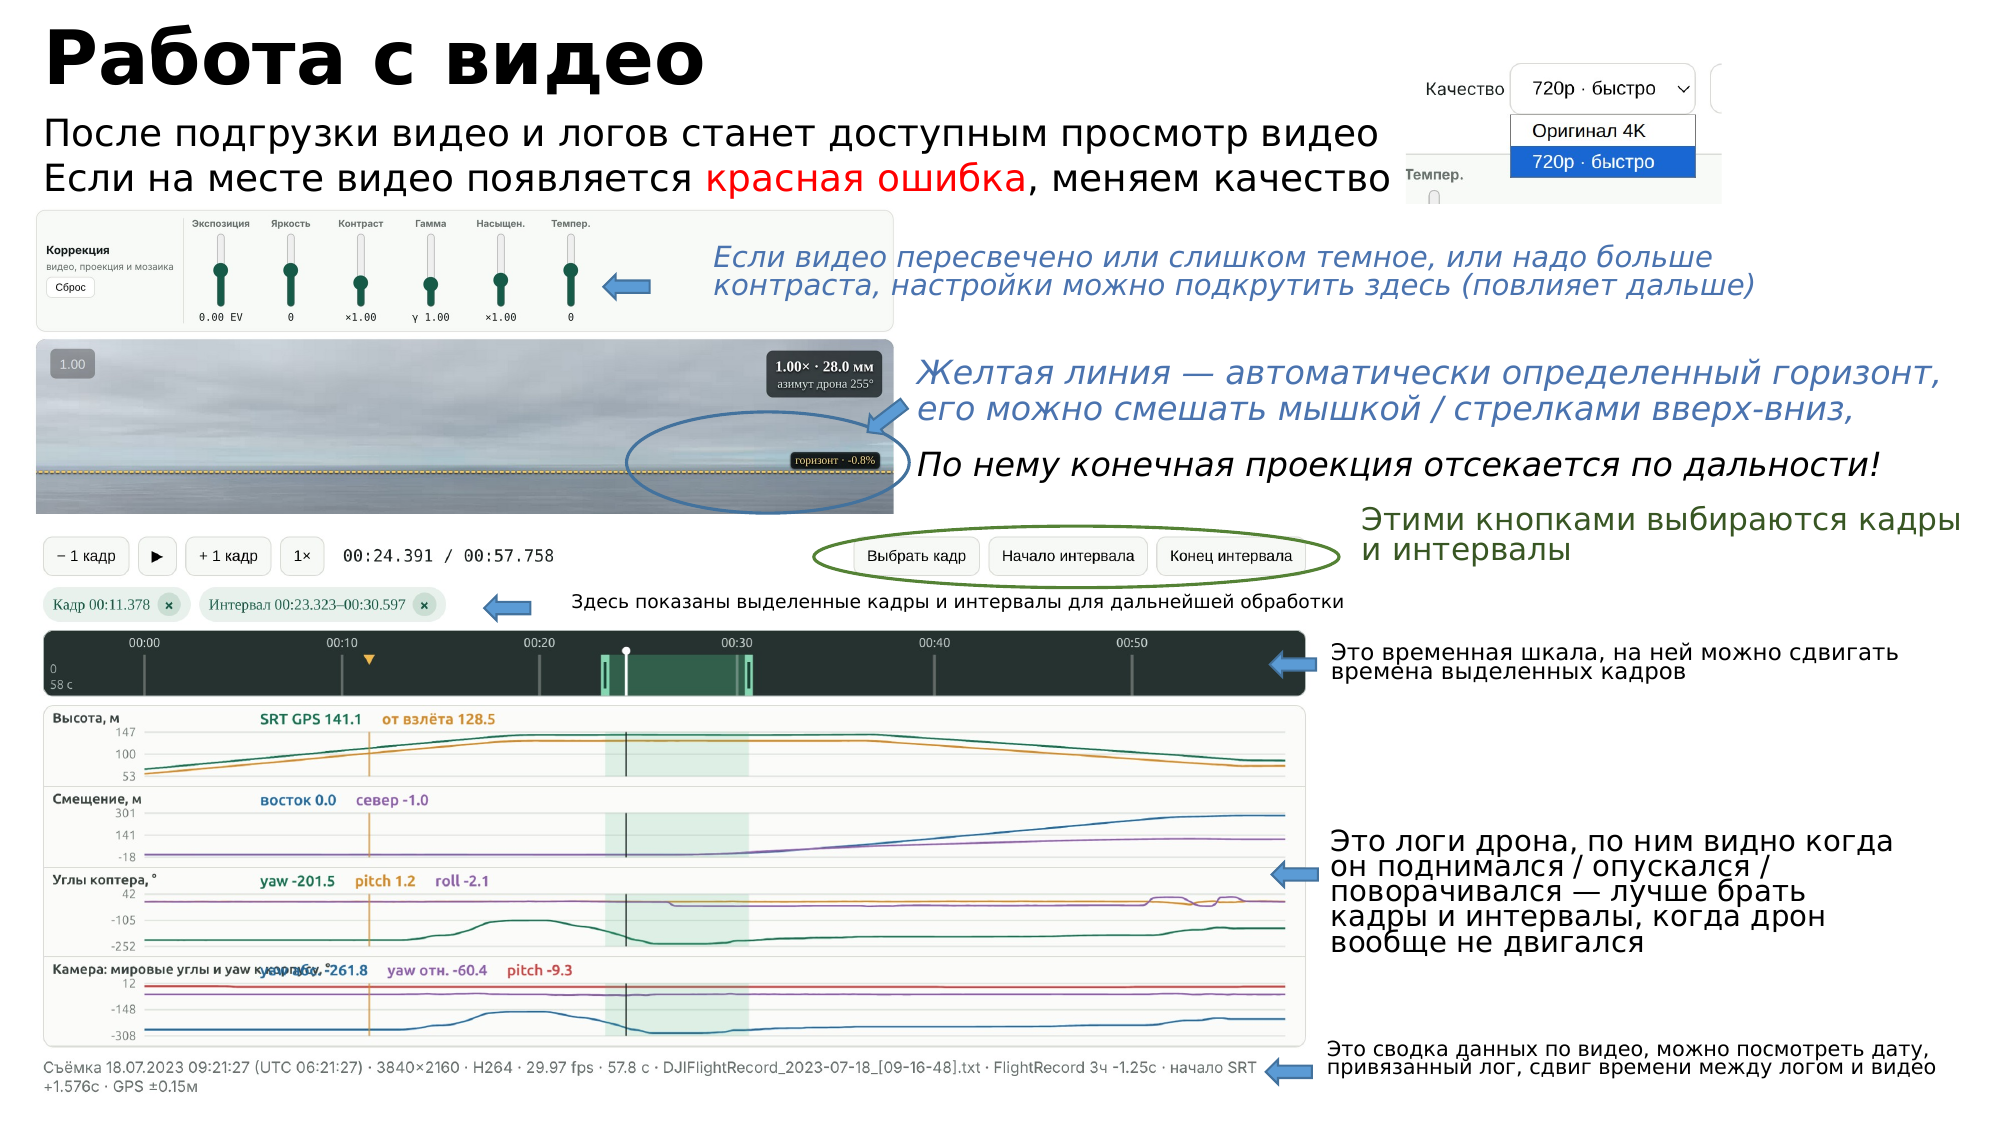 Работа с видео
После подгрузки видео и логов станет доступным просмотр видео
Если на месте видео появляется красная ошибка, меняем качество
Качество
720p · быстро
Оригинал 4K
720p · быстро
Темпер.
Коррекция
видео, проекция и мозаика
Сброс
Экспозиция Яркость Контраст Гамма Насыщен. Темпер.
0.00 EV 0 ×1.00 γ 1.00 ×1.00 0
Если видео пересвечено или слишком темное, или надо больше
контраста, настройки можно подкрутить здесь (повлияет дальше)
1.00
1.00× · 28.0 мм
азимут дрона 255°
горизонт · -0.8%
Желтая линия — автоматически определенный горизонт,
его можно смешать мышкой / стрелками вверх-вниз,
По нему конечная проекция отсекается по дальности!
Этими кнопками выбираются кадры
и интервалы
− 1 кадр ▶ + 1 кадр 1× 00:24.391 / 00:57.758
Выбрать кадр Начало интервала Конец интервала
Кадр 00:11.378 × Интервал 00:23.323–00:30.597 ×
Здесь показаны выделенные кадры и интервалы для дальнейшей обработки
00:00 00:10 00:20 00:30 00:40 00:50
0
58 с
Это временная шкала, на ней можно сдвигать
времена выделенных кадров
Высота, м SRT GPS 141.1 от взлёта 128.5
147
100
53
Смещение, м восток 0.0 север -1.0
301
141
-18
Углы коптера, ° yaw -201.5 pitch 1.2 roll -2.1
42
-105
-252
Камера: мировые углы и yaw к корпусу, ° yaw абс. -261.8 yaw отн. -60.4 pitch -9.3
12
-148
-308
Это логи дрона, по ним видно когда
он поднимался / опускался /
поворачивался — лучше брать
кадры и интервалы, когда дрон
вообще не двигался
Съёмка 18.07.2023 09:21:27 (UTC 06:21:27) · 3840×2160 · H264 · 29.97 fps · 57.8 с · DJIFlightRecord_2023-07-18_[09-16-48].txt · FlightRecord 3ч -1.25с · начало SRT
+1.576с · GPS ±0.15м
Это сводка данных по видео, можно посмотреть дату,
привязанный лог, сдвиг времени между логом и видео